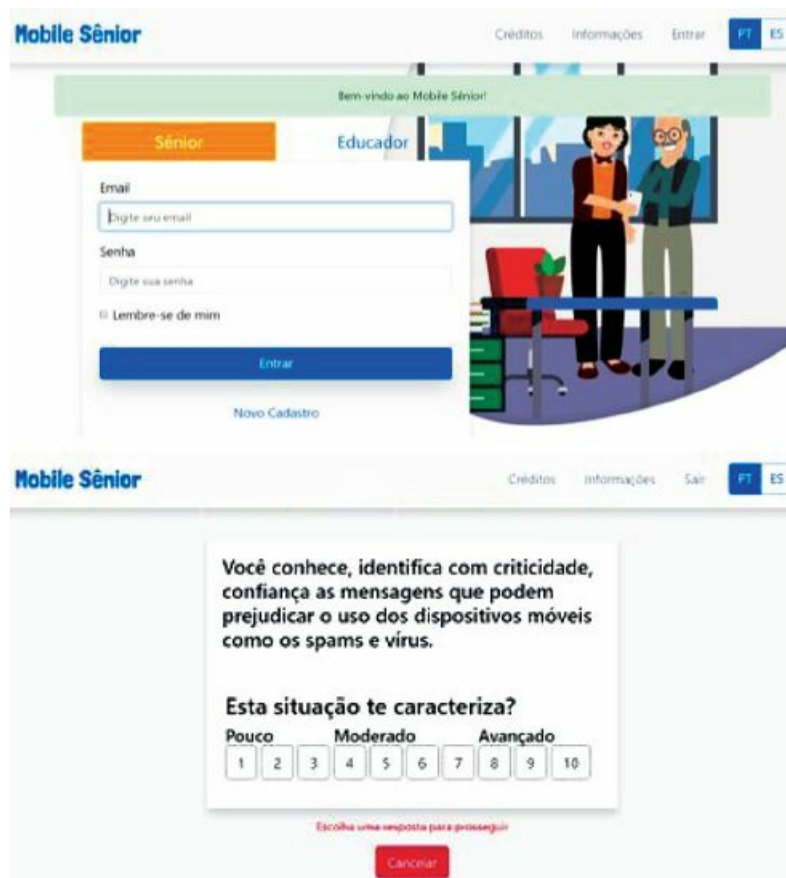 Mobile Sênior
Créditos Informações Entrar PT ES
Bem-vindo ao Mobile Sênior!
Sênior Educador
Email
Digite seu email
Senha
Digite sua senha
Lembre-se de mim
Entrar
Novo Cadastro
Mobile Sênior
Créditos Informações Sair PT ES
Você conhece, identifica com criticidade,
confiança as mensagens que podem
prejudicar o uso dos dispositivos móveis
como os spams e vírus.
Esta situação te caracteriza?
Pouco Moderado Avançado
1 2 3 4 5 6 7 8 9 10
Escolha uma resposta para prosseguir
Cancelar